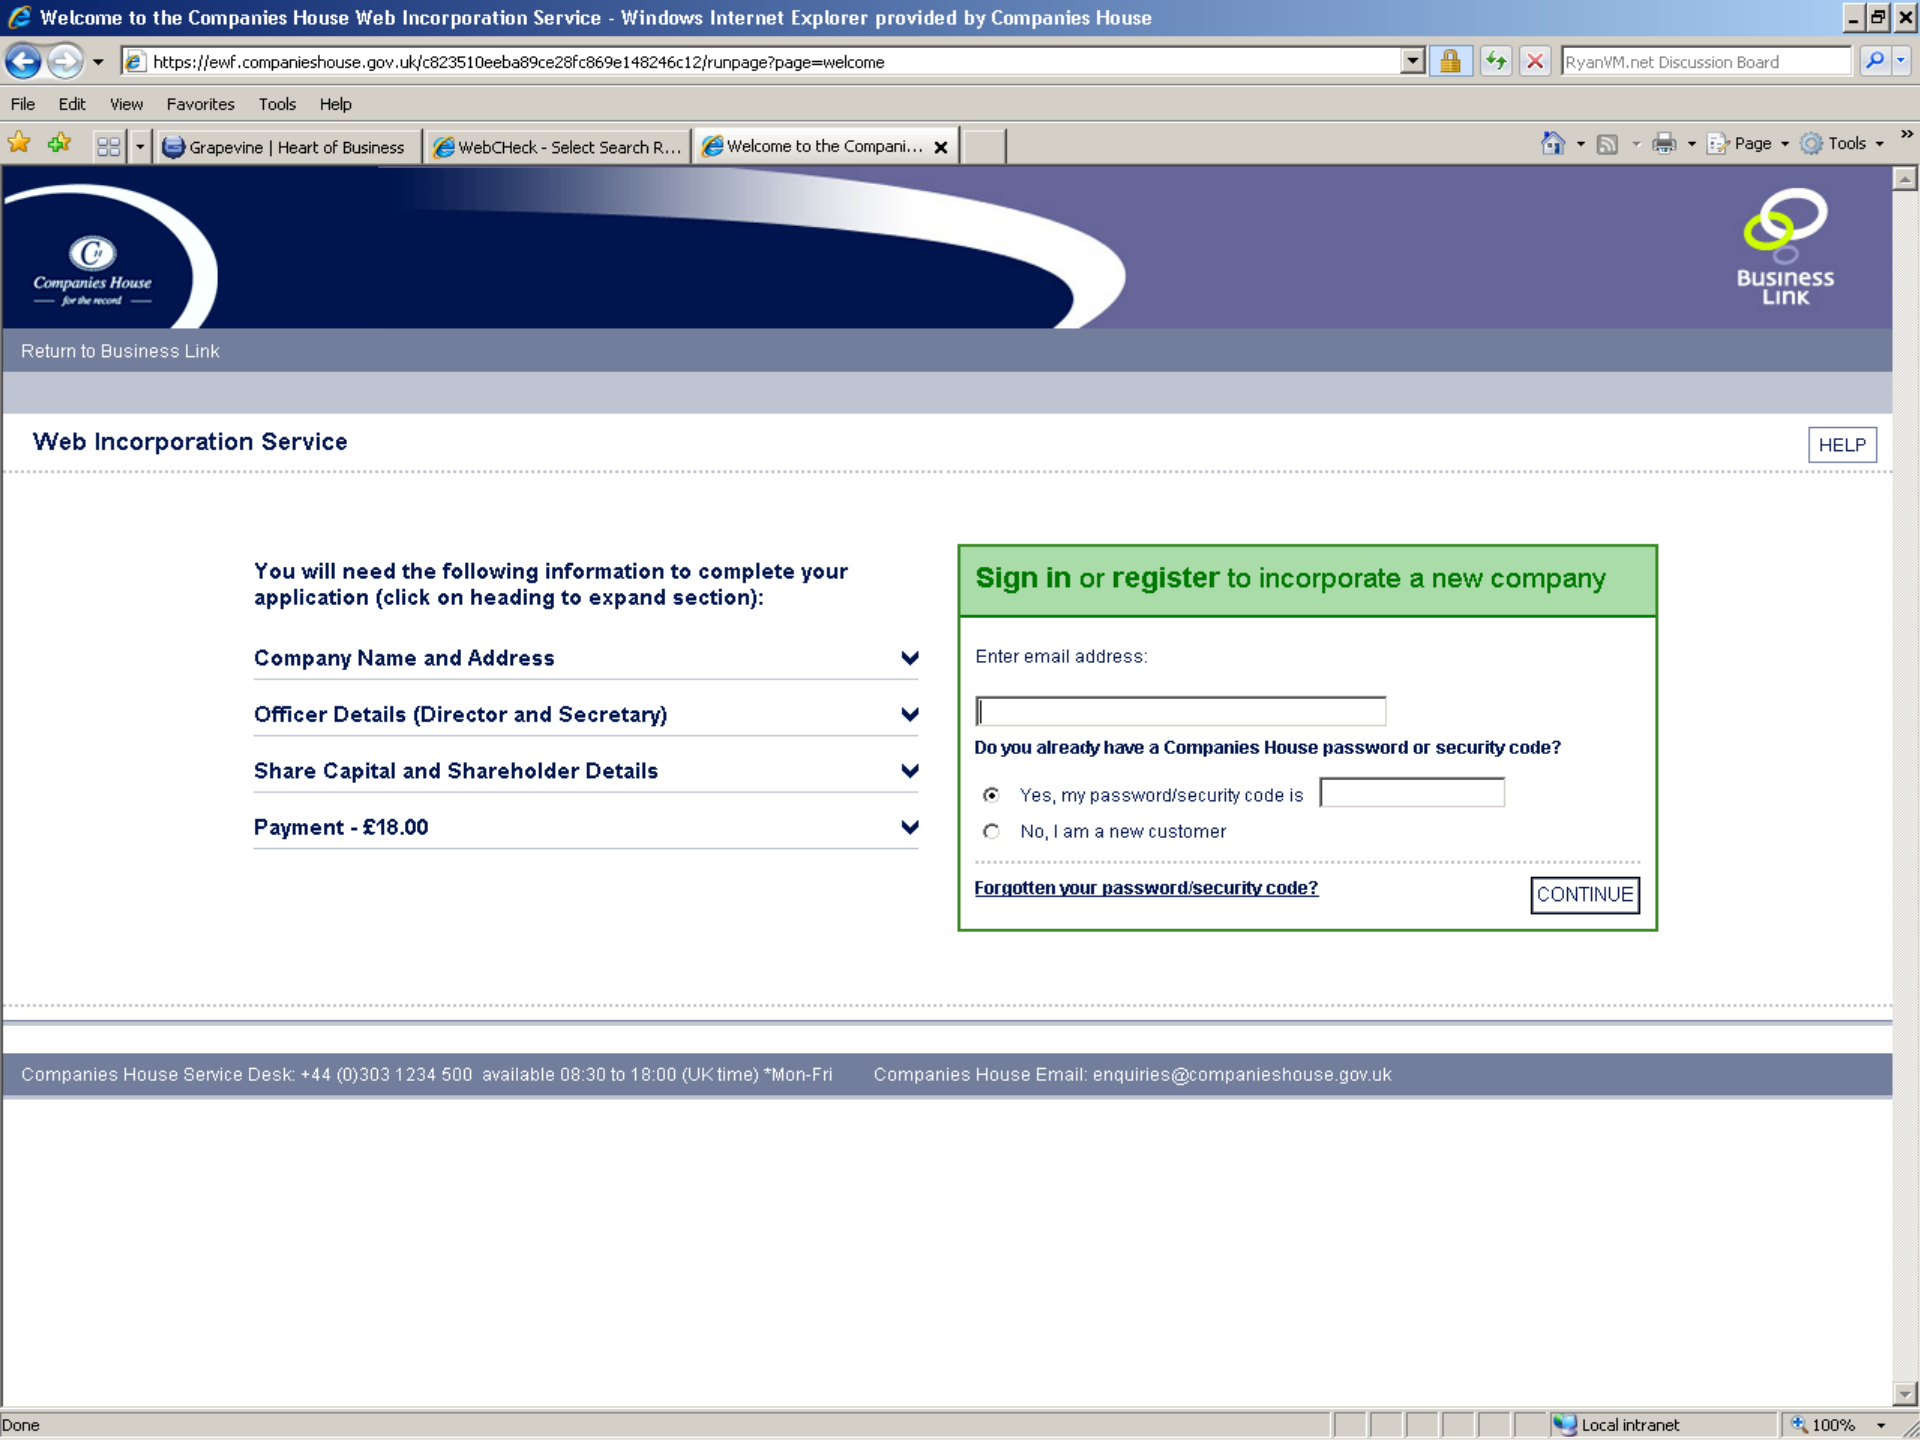 Welcome to the Companies House Web Incorporation Service - Windows Internet Explorer provided by Companies House
https://ewf.companieshouse.gov.uk/c823510eeba89ce28fc869e148246c12/runpage?page=welcome
RyanVM.net Discussion Board
File Edit View Favorites Tools Help
Grapevine | Heart of Business
WebCHeck - Select Search R...
Welcome to the Compani...
Page
Tools
Companies House
for the record
Business
Link
Return to Business Link
Web Incorporation Service
HELP
You will need the following information to complete your
application (click on heading to expand section):
Company Name and Address
Officer Details (Director and Secretary)
Share Capital and Shareholder Details
Payment - £18.00
Sign in or register to incorporate a new company
Enter email address:
Do you already have a Companies House password or security code?
Yes, my password/security code is
No, I am a new customer
Forgotten your password/security code?
CONTINUE
Companies House Service Desk: +44 (0)303 1234 500 available 08:30 to 18:00 (UK time) *Mon-Fri Companies House Email: enquiries@companieshouse.gov.uk
Done
Local intranet
100%